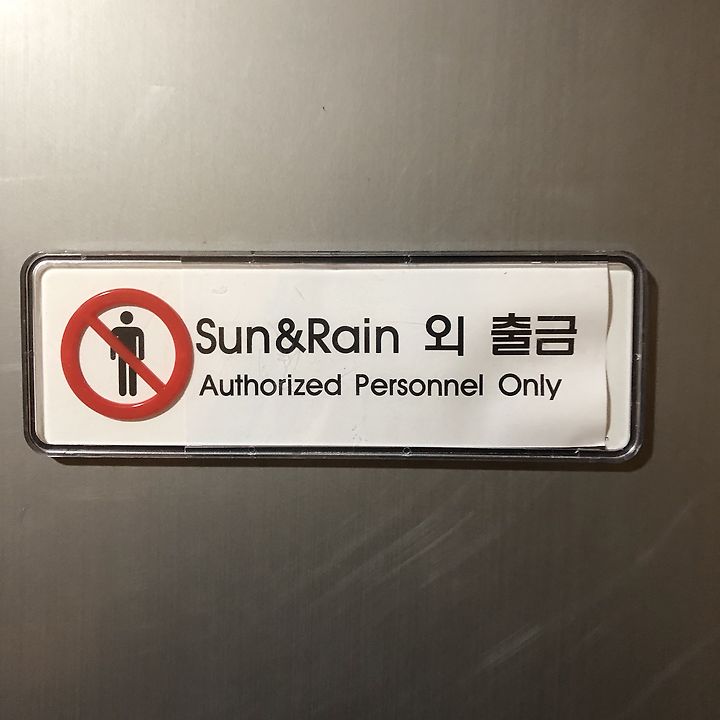 Sun&Rain 외 출금
Authorized Personnel Only